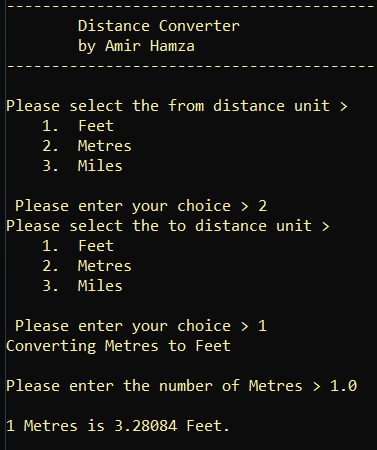 -----------------------------------------
Distance Converter
by Amir Hamza
-----------------------------------------
Please select the from distance unit >
1. Feet
2. Metres
3. Miles
Please enter your choice > 2
Please select the to distance unit >
1. Feet
2. Metres
3. Miles
Please enter your choice > 1
Converting Metres to Feet
Please enter the number of Metres > 1.0
1 Metres is 3.28084 Feet.